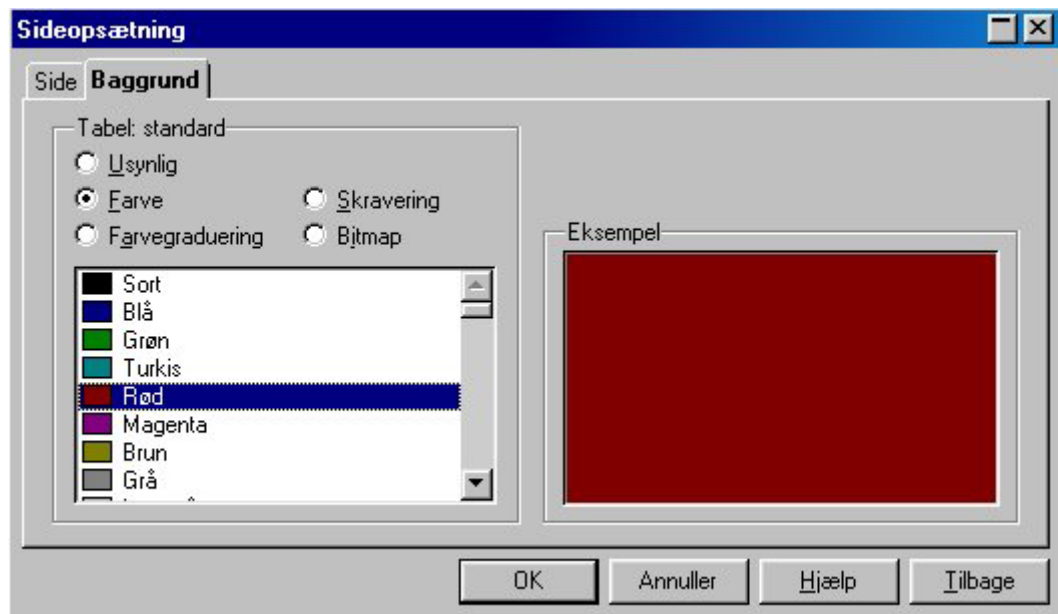 Sideopsætning
Side Baggrund
Tabel: standard
Usynlig
Farve Skravering
Farvegraduering Bitmap
Eksempel
Sort
Blå
Grøn
Turkis
Rød
Magenta
Brun
Grå
OK Annuller Hjælp Tilbage